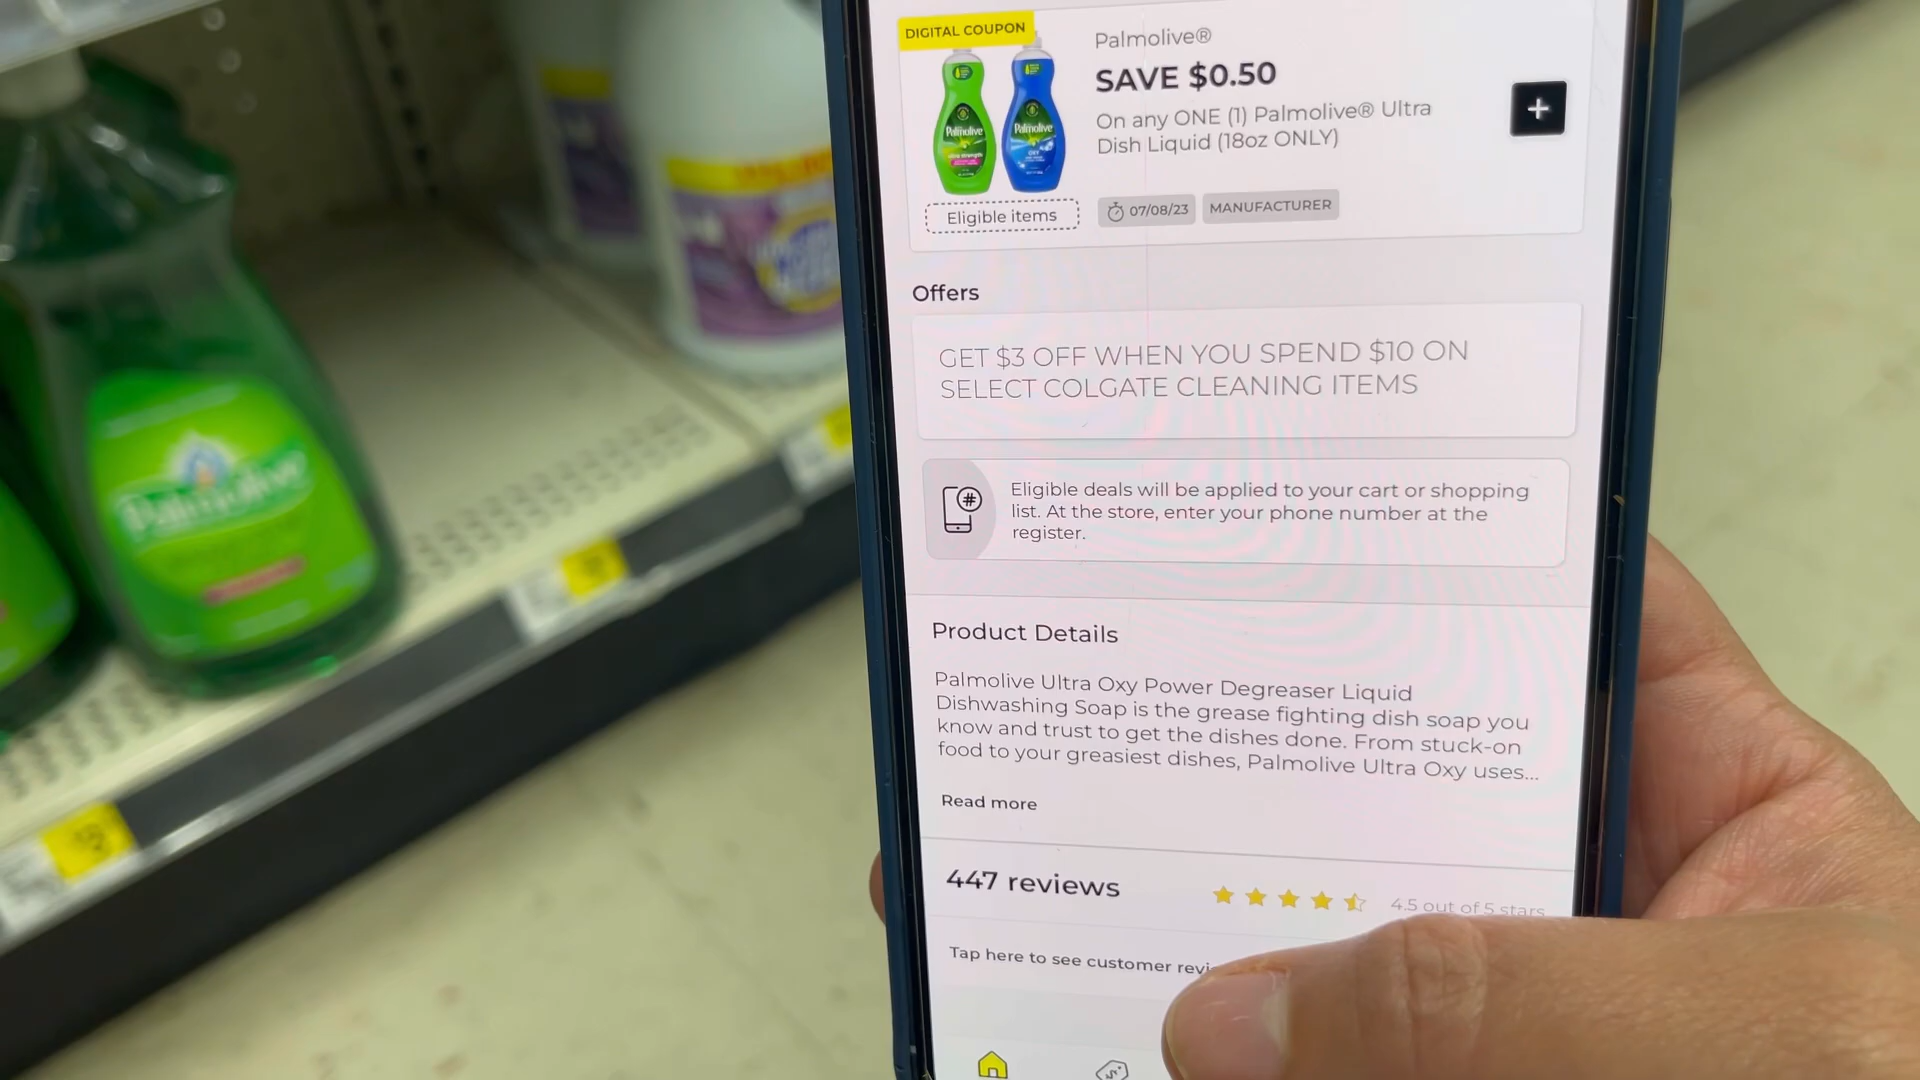 DIGITAL COUPON
Palmolive®
SAVE $0.50
On any ONE (1) Palmolive® Ultra
Dish Liquid (18oz ONLY)
Palmolive
Palmolive
Eligible items
07/08/23
MANUFACTURER
Offers
GET $3 OFF WHEN YOU SPEND $10 ON
SELECT COLGATE CLEANING ITEMS
Eligible deals will be applied to your cart or shopping
list. At the store, enter your phone number at the
register.
Product Details
Palmolive Ultra Oxy Power Degreaser Liquid
Dishwashing Soap is the grease fighting dish soap you
know and trust to get the dishes done. From stuck-on
food to your greasiest dishes, Palmolive Ultra Oxy uses...
Read more
447 reviews
4.5 out of 5 stars
Tap here to see customer
Palmolive